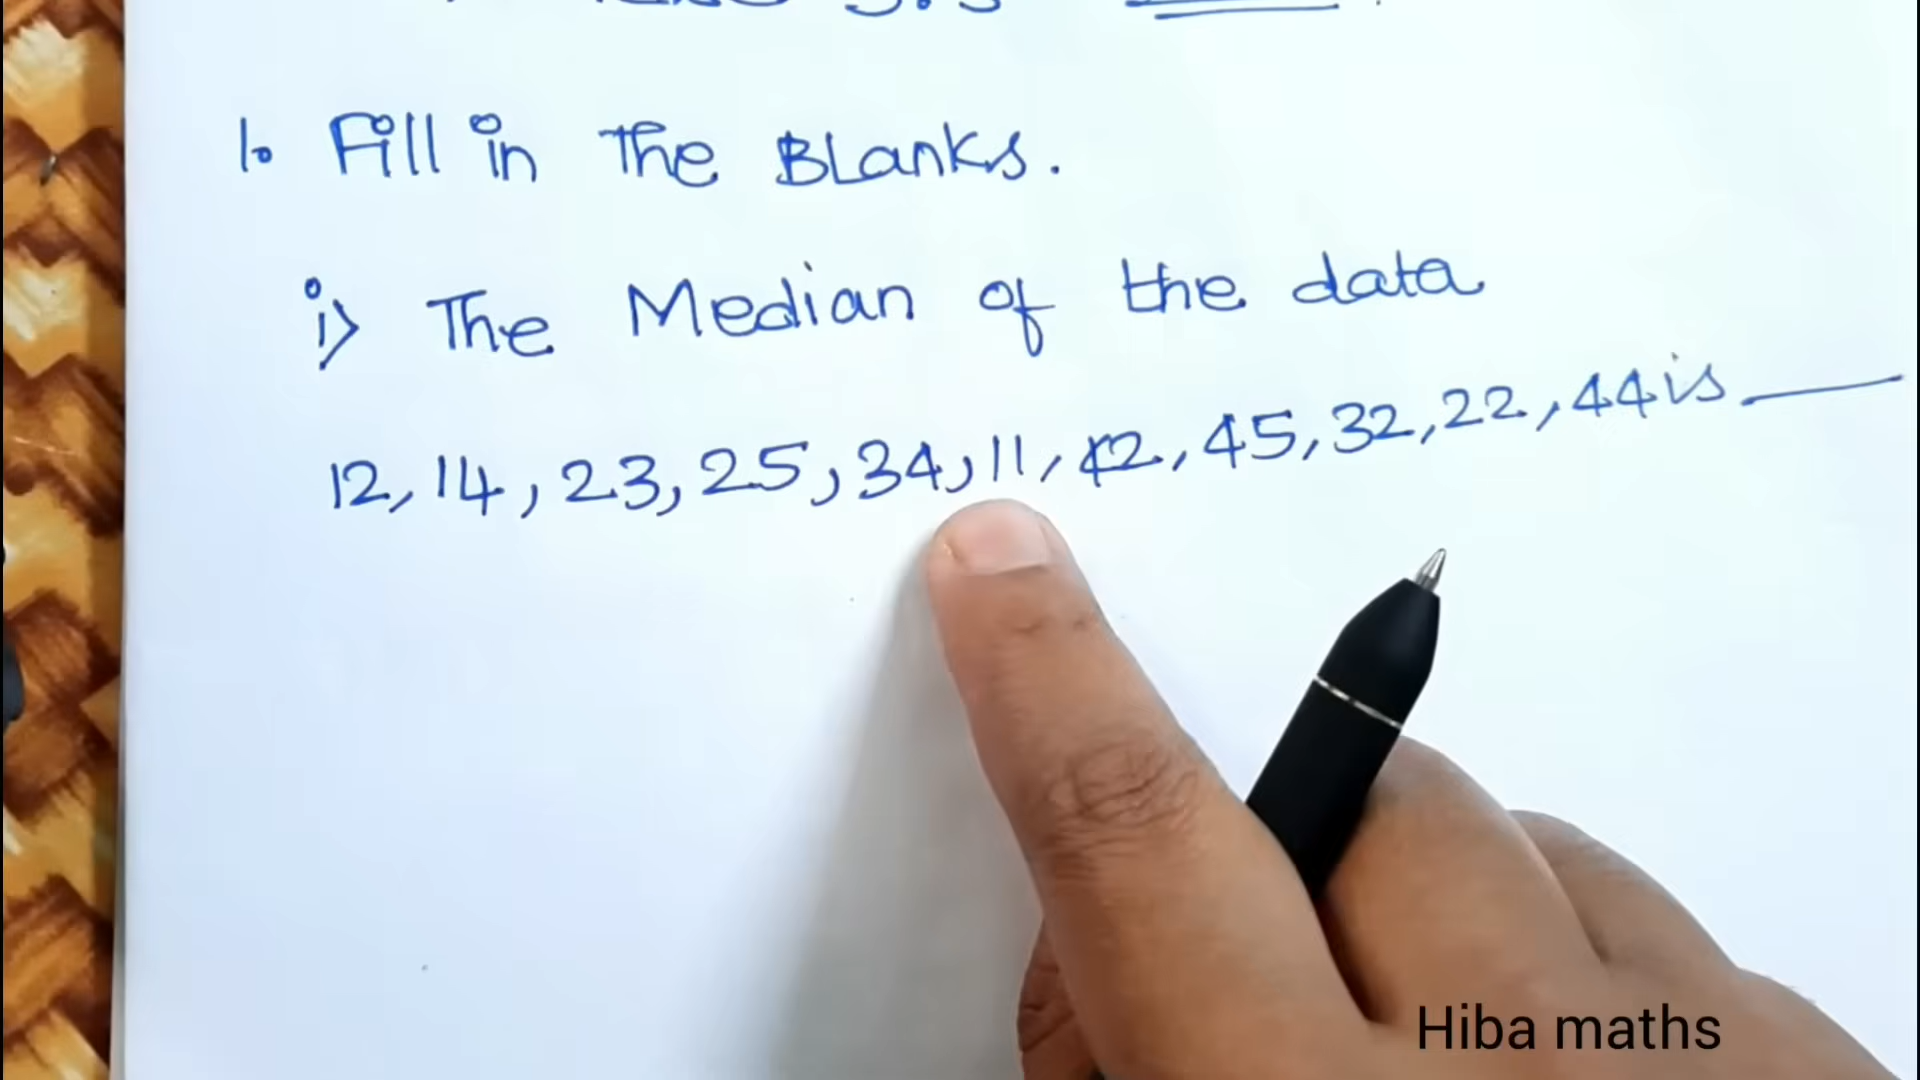 1. Fill in The Blanks.
i) The Median of the data
12, 14, 23, 25, 34, 11, 42, 45, 32, 22, 44 is ___
Hiba maths